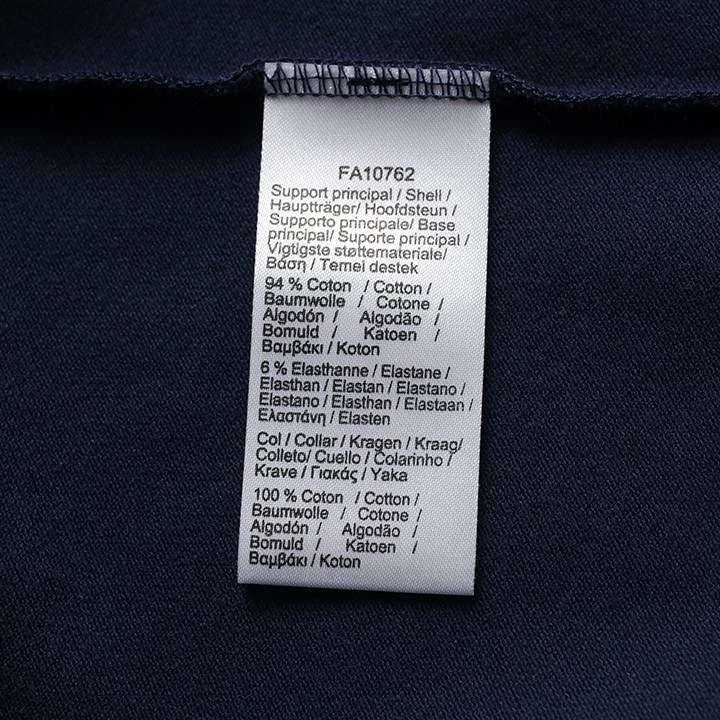 FA10762
Support principal / Shell /
Hauptträger/ Hoofdsteun /
Supporto principale/ Base
principal/ Suporte principal /
Vigtigste støttemateriale/
Βάση / Temel destek
94 % Coton / Cotton /
Baumwolle / Cotone /
Algodón / Algodão /
Bomuld / Katoen /
Βαμβάκι / Koton
6 % Elasthanne / Elastane /
Elasthan / Elastan / Elastano /
Elastano / Elasthan / Elastaan /
Ελαστάνη / Elasten
Col / Collar / Kragen / Kraag/
Colleto/ Cuello / Colarinho /
Krave / Γιακάς / Yaka
100 % Coton / Cotton /
Baumwolle / Cotone /
Algodón / Algodão /
Bomuld / Katoen /
Βαμβάκι / Koton